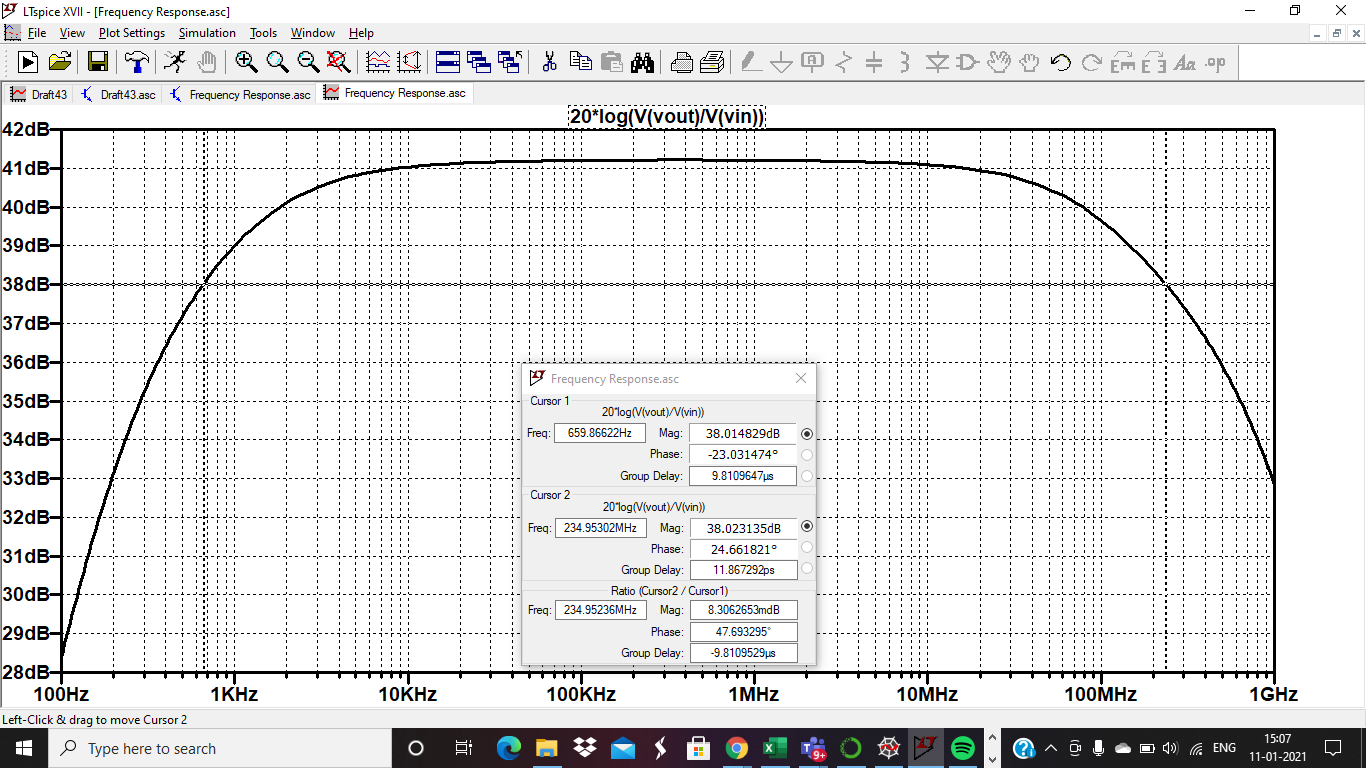 LTspice XVII - [Frequency Response.asc]
File View Plot Settings Simulation Tools Window Help
Draft43 Draft43.asc Frequency Response.asc Frequency Response.asc
20*log(V(vout)/V(vin))
42dB
41dB
40dB
39dB
38dB
37dB
36dB
35dB
34dB
33dB
32dB
31dB
30dB
29dB
28dB
100Hz 1KHz 10KHz 100KHz 1MHz 10MHz 100MHz 1GHz
Frequency Response.asc
Cursor 1
20*log(V(vout)/V(vin))
Freq: 659.86622Hz Mag: 38.014829dB
Phase: -23.031474°
Group Delay: 9.8109647µs
Cursor 2
20*log(V(vout)/V(vin))
Freq: 234.95302MHz Mag: 38.023135dB
Phase: 24.661821°
Group Delay: 11.867292ps
Ratio (Cursor2 / Cursor1)
Freq: 234.95236MHz Mag: 8.3062653mdB
Phase: 47.693295°
Group Delay: -9.8109529µs
Left-Click & drag to move Cursor 2
Type here to search
9+
ENG
15:07
11-01-2021